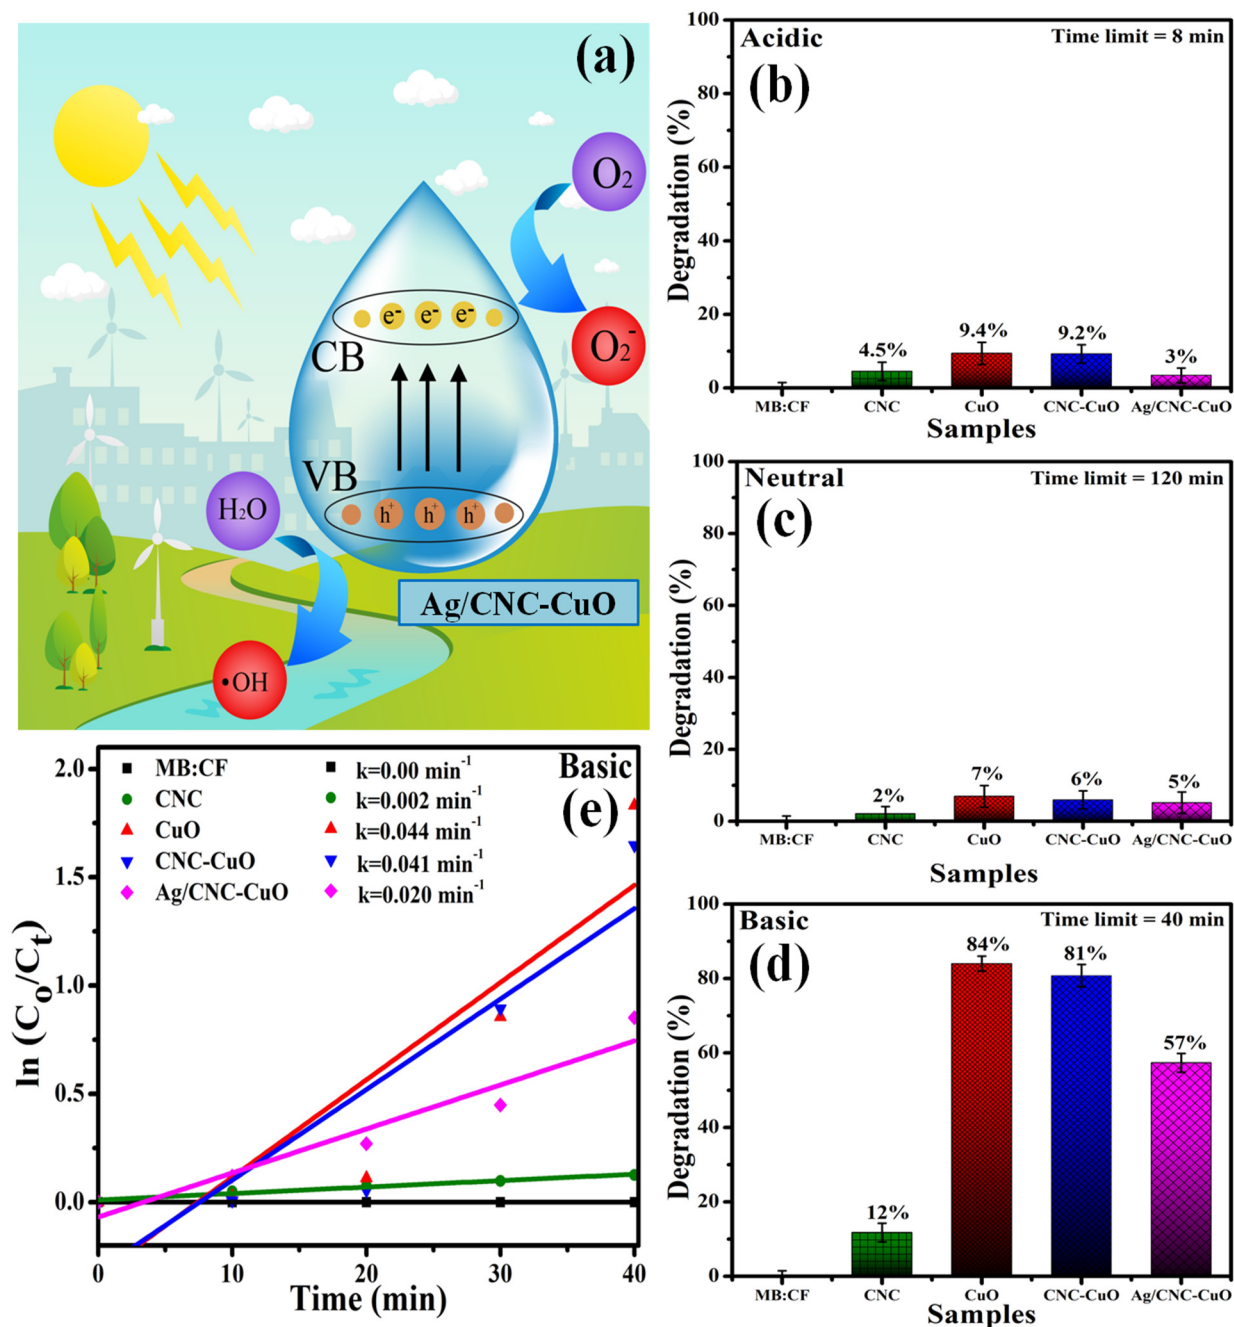 (a)
O₂
e⁻ e⁻ e⁻
CB
O₂⁻
VB
h⁺ h⁺ h⁺
H₂O
Ag/CNC-CuO
•OH
Acidic
Time limit = 8 min
(b)
Degradation (%)
100
80
60
40
20
0
4.5%
9.4%
9.2%
3%
MB:CF CNC CuO CNC-CuO Ag/CNC-CuO
Samples
Neutral
Time limit = 120 min
(c)
Degradation (%)
100
80
60
40
20
0
2%
7%
6%
5%
MB:CF CNC CuO CNC-CuO Ag/CNC-CuO
Samples
Basic
Time limit = 40 min
(d)
Degradation (%)
100
80
60
40
20
0
12%
84%
81%
57%
MB:CF CNC CuO CNC-CuO Ag/CNC-CuO
Samples
Basic
(e)
MB:CF k=0.00 min⁻¹
CNC k=0.002 min⁻¹
CuO k=0.044 min⁻¹
CNC-CuO k=0.041 min⁻¹
Ag/CNC-CuO k=0.020 min⁻¹
ln (C₀/Cₜ)
2.0
1.5
1.0
0.5
0.0
0 10 20 30 40
Time (min)